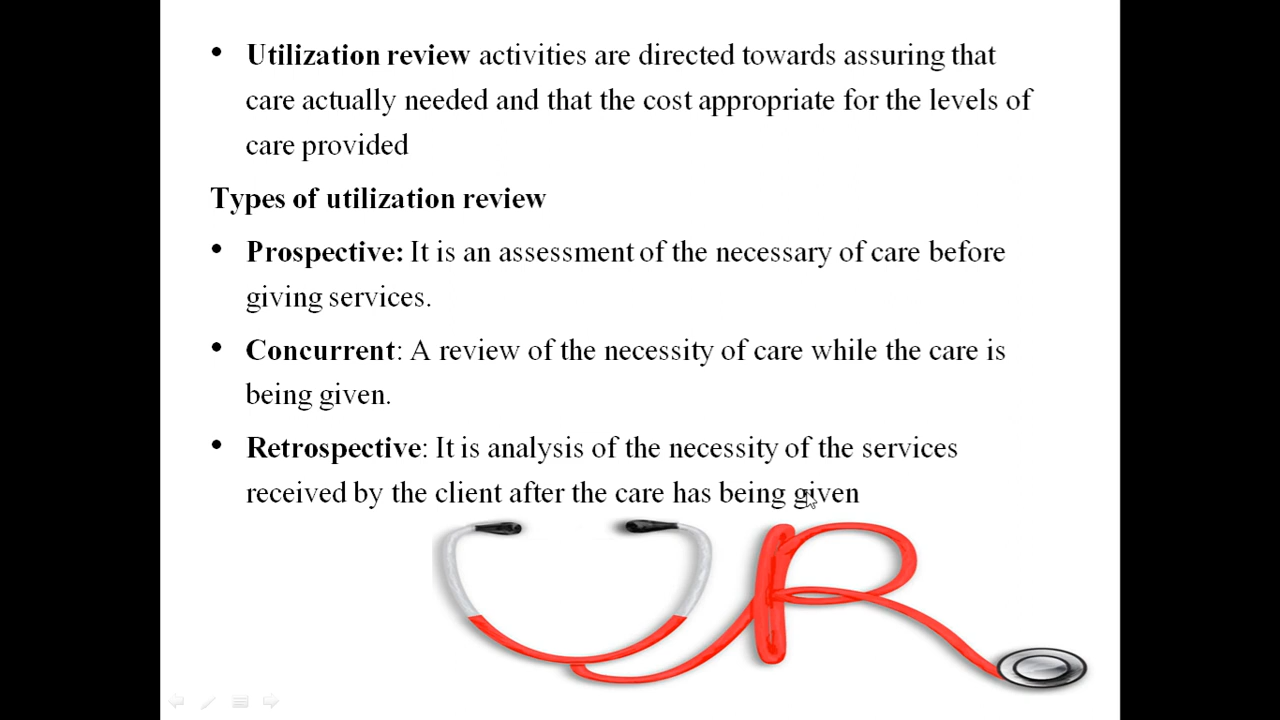 • Utilization review activities are directed towards assuring that
care actually needed and that the cost appropriate for the levels of
care provided
Types of utilization review
• Prospective: It is an assessment of the necessary of care before
giving services.
• Concurrent: A review of the necessity of care while the care is
being given.
• Retrospective: It is analysis of the necessity of the services
received by the client after the care has being given
UR